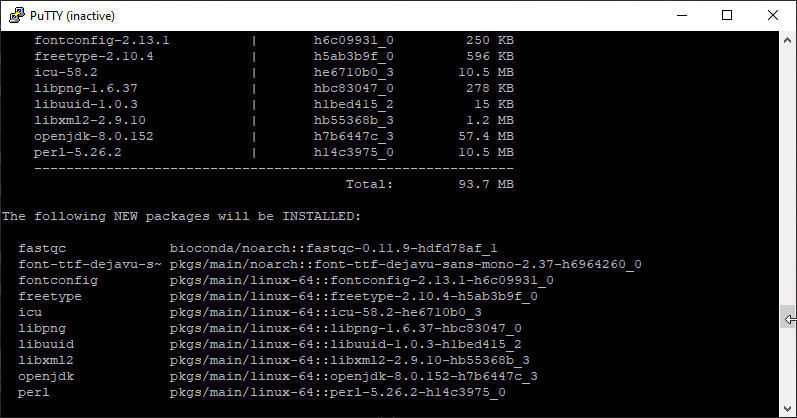 PuTTY (inactive)
fontconfig-2.13.1 | h6c09931_0 250 KB
freetype-2.10.4 | h5ab3b9f_0 596 KB
icu-58.2 | he6710b0_3 10.5 MB
libpng-1.6.37 | hbc83047_0 278 KB
libuuid-1.0.3 | h1bed415_2 15 KB
libxml2-2.9.10 | hb55368b_3 1.2 MB
openjdk-8.0.152 | h7b6447c_3 57.4 MB
perl-5.26.2 | h14c3975_0 10.5 MB
------------------------------------------------------------
Total: 93.7 MB
The following NEW packages will be INSTALLED:
fastqc bioconda/noarch::fastqc-0.11.9-hdfd78af_1
font-ttf-dejavu-s~ pkgs/main/noarch::font-ttf-dejavu-sans-mono-2.37-h6964260_0
fontconfig pkgs/main/linux-64::fontconfig-2.13.1-h6c09931_0
freetype pkgs/main/linux-64::freetype-2.10.4-h5ab3b9f_0
icu pkgs/main/linux-64::icu-58.2-he6710b0_3
libpng pkgs/main/linux-64::libpng-1.6.37-hbc83047_0
libuuid pkgs/main/linux-64::libuuid-1.0.3-h1bed415_2
libxml2 pkgs/main/linux-64::libxml2-2.9.10-hb55368b_3
openjdk pkgs/main/linux-64::openjdk-8.0.152-h7b6447c_3
perl pkgs/main/linux-64::perl-5.26.2-h14c3975_0